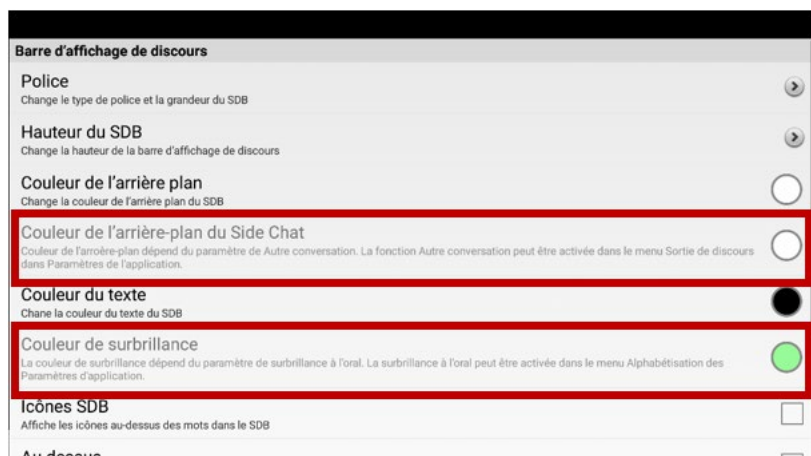 Barre d'affichage de discours
Police
Change le type de police et la grandeur du SDB
Hauteur du SDB
Change la hauteur de la barre d'affichage de discours
Couleur de l'arrière plan
Change la couleur de l'arrière plan du SDB
Couleur de l'arrière-plan du Side Chat
Couleur de l'arroère-plan dépend du paramètre de Autre conversation. La fonction Autre conversation peut être activée dans le menu Sortie de discours
dans Paramètres de l'application.
Couleur du texte
Chane la couleur du texte du SDB
Couleur de surbrillance
La couleur de surbrillance dépend du paramètre de surbrillance à l'oral. La surbrillance à l'oral peut être activée dans le menu Alphabétisation des
Paramètres d'application.
Icônes SDB
Affiche les icônes au-dessus des mots dans le SDB
Au dessus